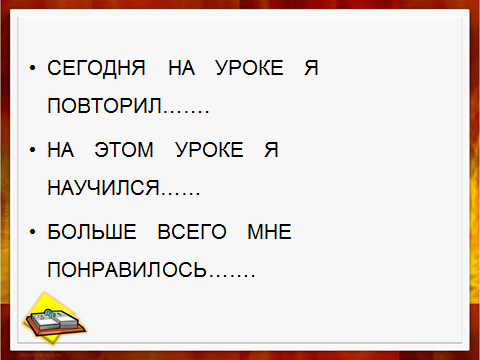 • СЕГОДНЯ НА УРОКЕ Я
ПОВТОРИЛ…….
• НА ЭТОМ УРОКЕ Я
НАУЧИЛСЯ……
• БОЛЬШЕ ВСЕГО МНЕ
ПОНРАВИЛОСЬ…….